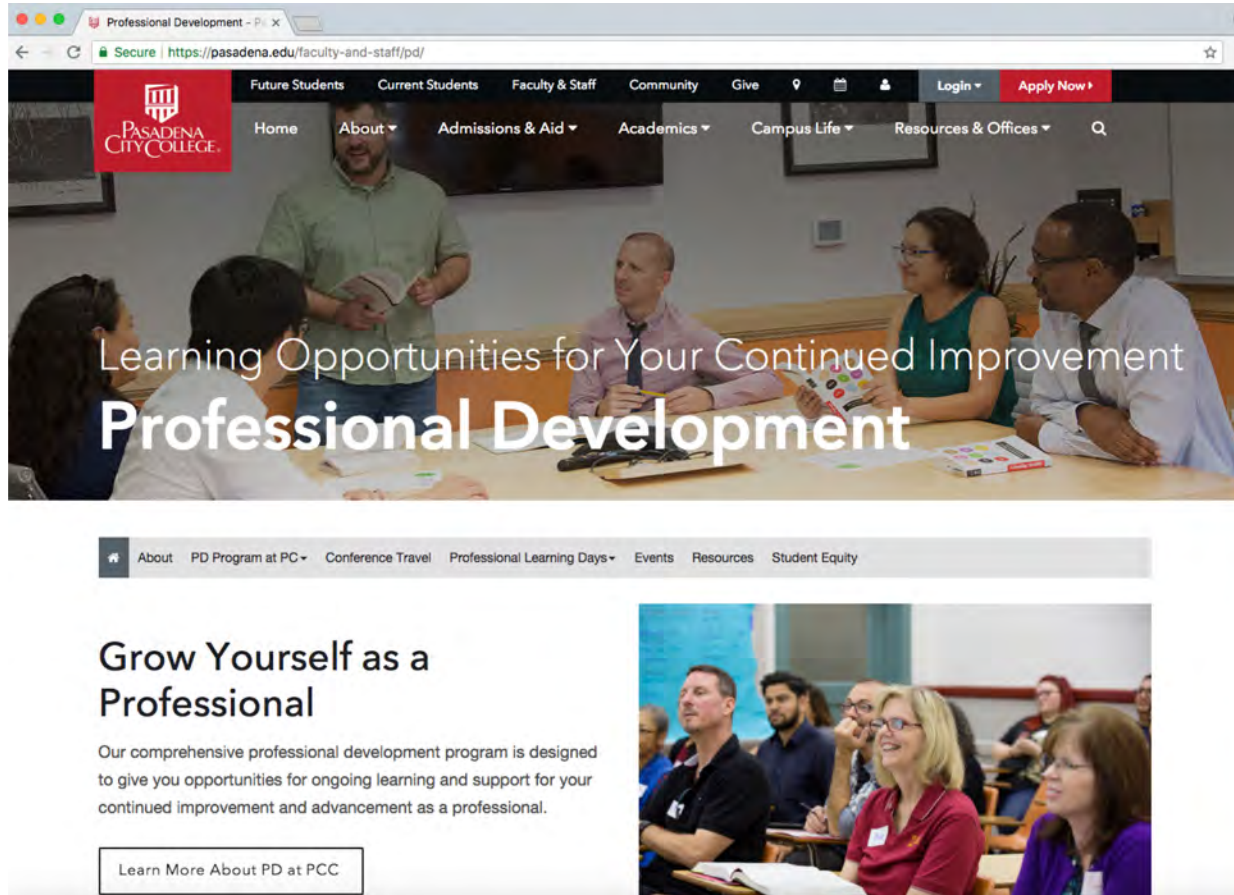 Professional Development - P
Secure | https://pasadena.edu/faculty-and-staff/pd/
Future Students Current Students Faculty & Staff Community Give Login Apply Now
PASADENA
CITY COLLEGE
Home About Admissions & Aid Academics Campus Life Resources & Offices
Learning Opportunities for Your Continued Improvement
Professional Development
About PD Program at PC Conference Travel Professional Learning Days Events Resources Student Equity
Grow Yourself as a
Professional
Our comprehensive professional development program is designed
to give you opportunities for ongoing learning and support for your
continued improvement and advancement as a professional.
Learn More About PD at PCC